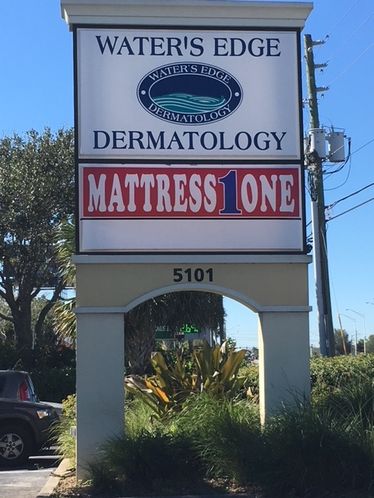 WATER'S EDGE
WATER'S EDGE
DERMATOLOGY
DERMATOLOGY
MATTRESS1ONE
5101